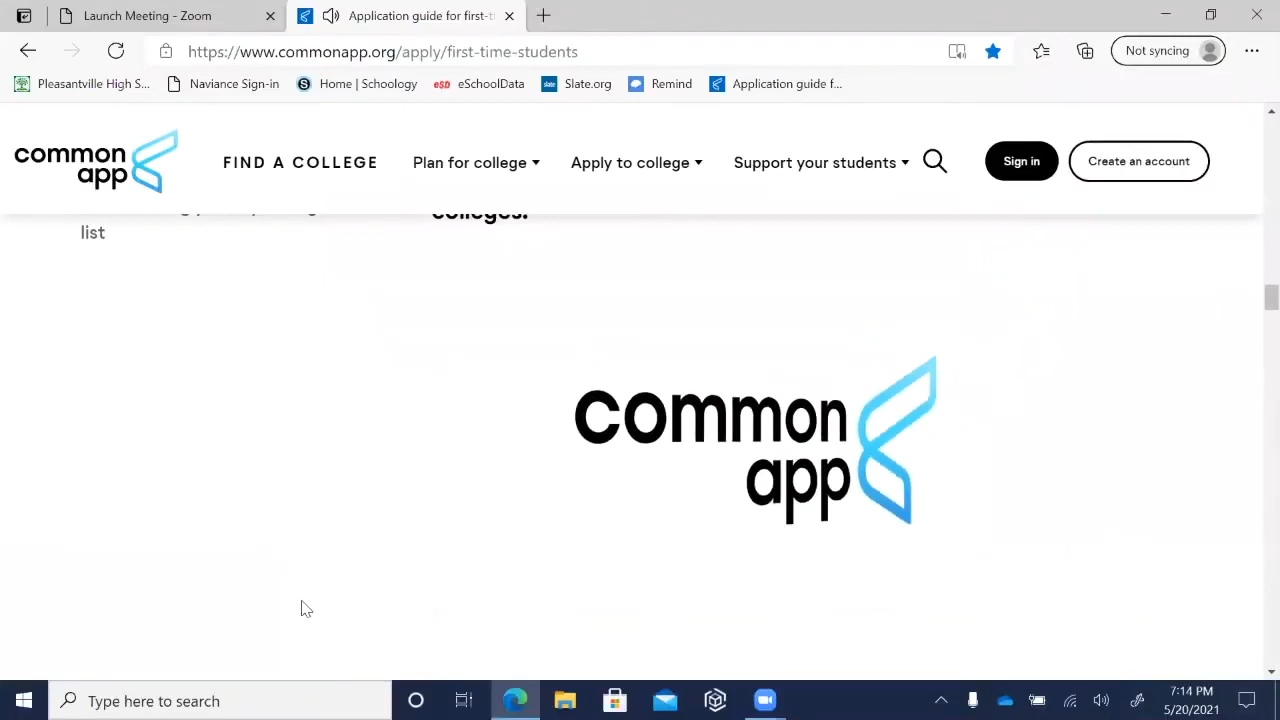 Launch Meeting - Zoom
Application guide for first-t
https://www.commonapp.org/apply/first-time-students
Not syncing
Pleasantville High S...
Naviance Sign-in
S Home | Schoology
esd eSchoolData
slate Slate.org
Remind
Application guide f...
common
app
FIND A COLLEGE
Plan for college
Apply to college
Support your students
Sign in
Create an account
colleges.
list
common
app
Type here to search
7:14 PM
5/20/2021